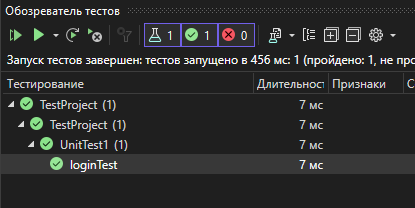 Обозреватель тестов
1 1 0
Запуск тестов завершен: тестов запущено в 456 мс: 1 (пройдено: 1, не про
Тестирование Длительност Признаки С
TestProject (1) 7 мс
TestProject (1) 7 мс
UnitTest1 (1) 7 мс
loginTest 7 мс